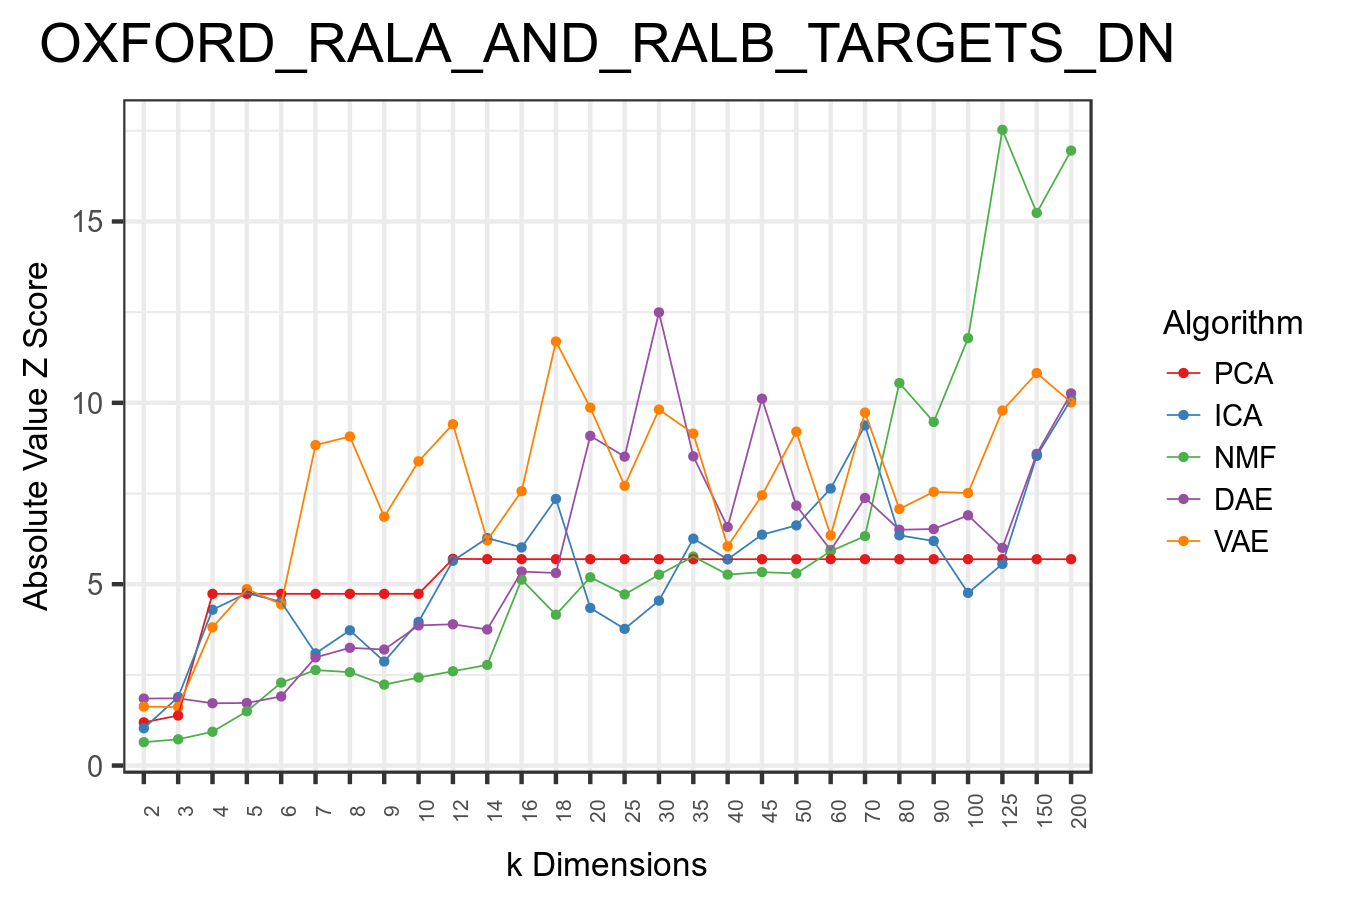 OXFORD_RALA_AND_RALB_TARGETS_DN
Absolute Value Z Score
15
10
5
0
2 3 4 5 6 7 8 9 10 12 14 16 18 20 25 30 35 40 45 50 60 70 80 90 100 125 150 200
k Dimensions
Algorithm
PCA
ICA
NMF
DAE
VAE